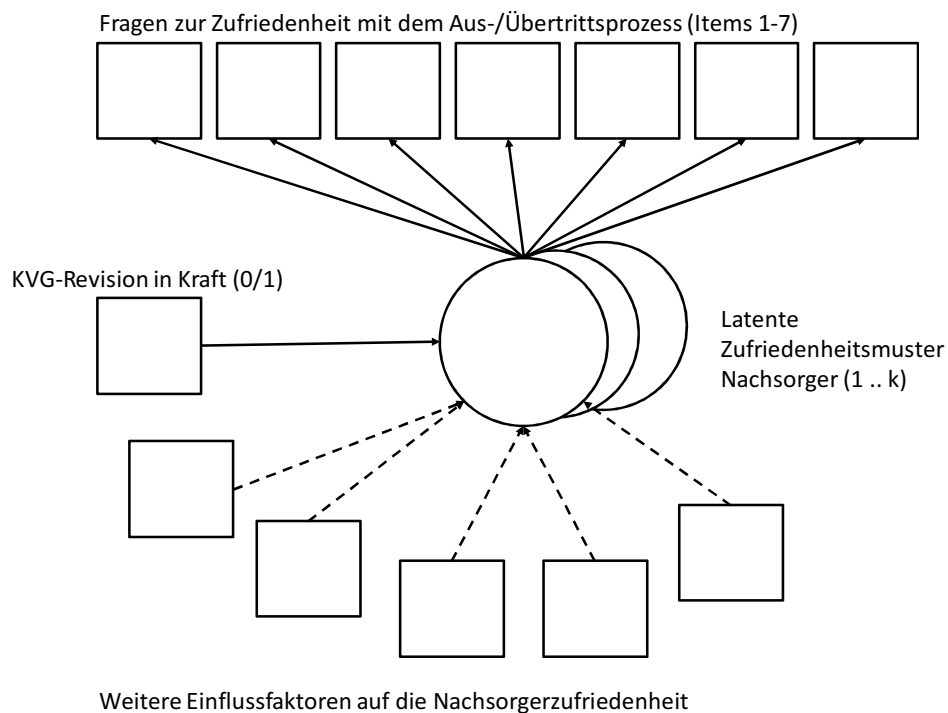 Fragen zur Zufriedenheit mit dem Aus-/Übertrittsprozess (Items 1-7)
KVG-Revision in Kraft (0/1)
Latente
Zufriedenheitsmuster
Nachsorger (1 .. k)
Weitere Einflussfaktoren auf die Nachsorgerzufriedenheit